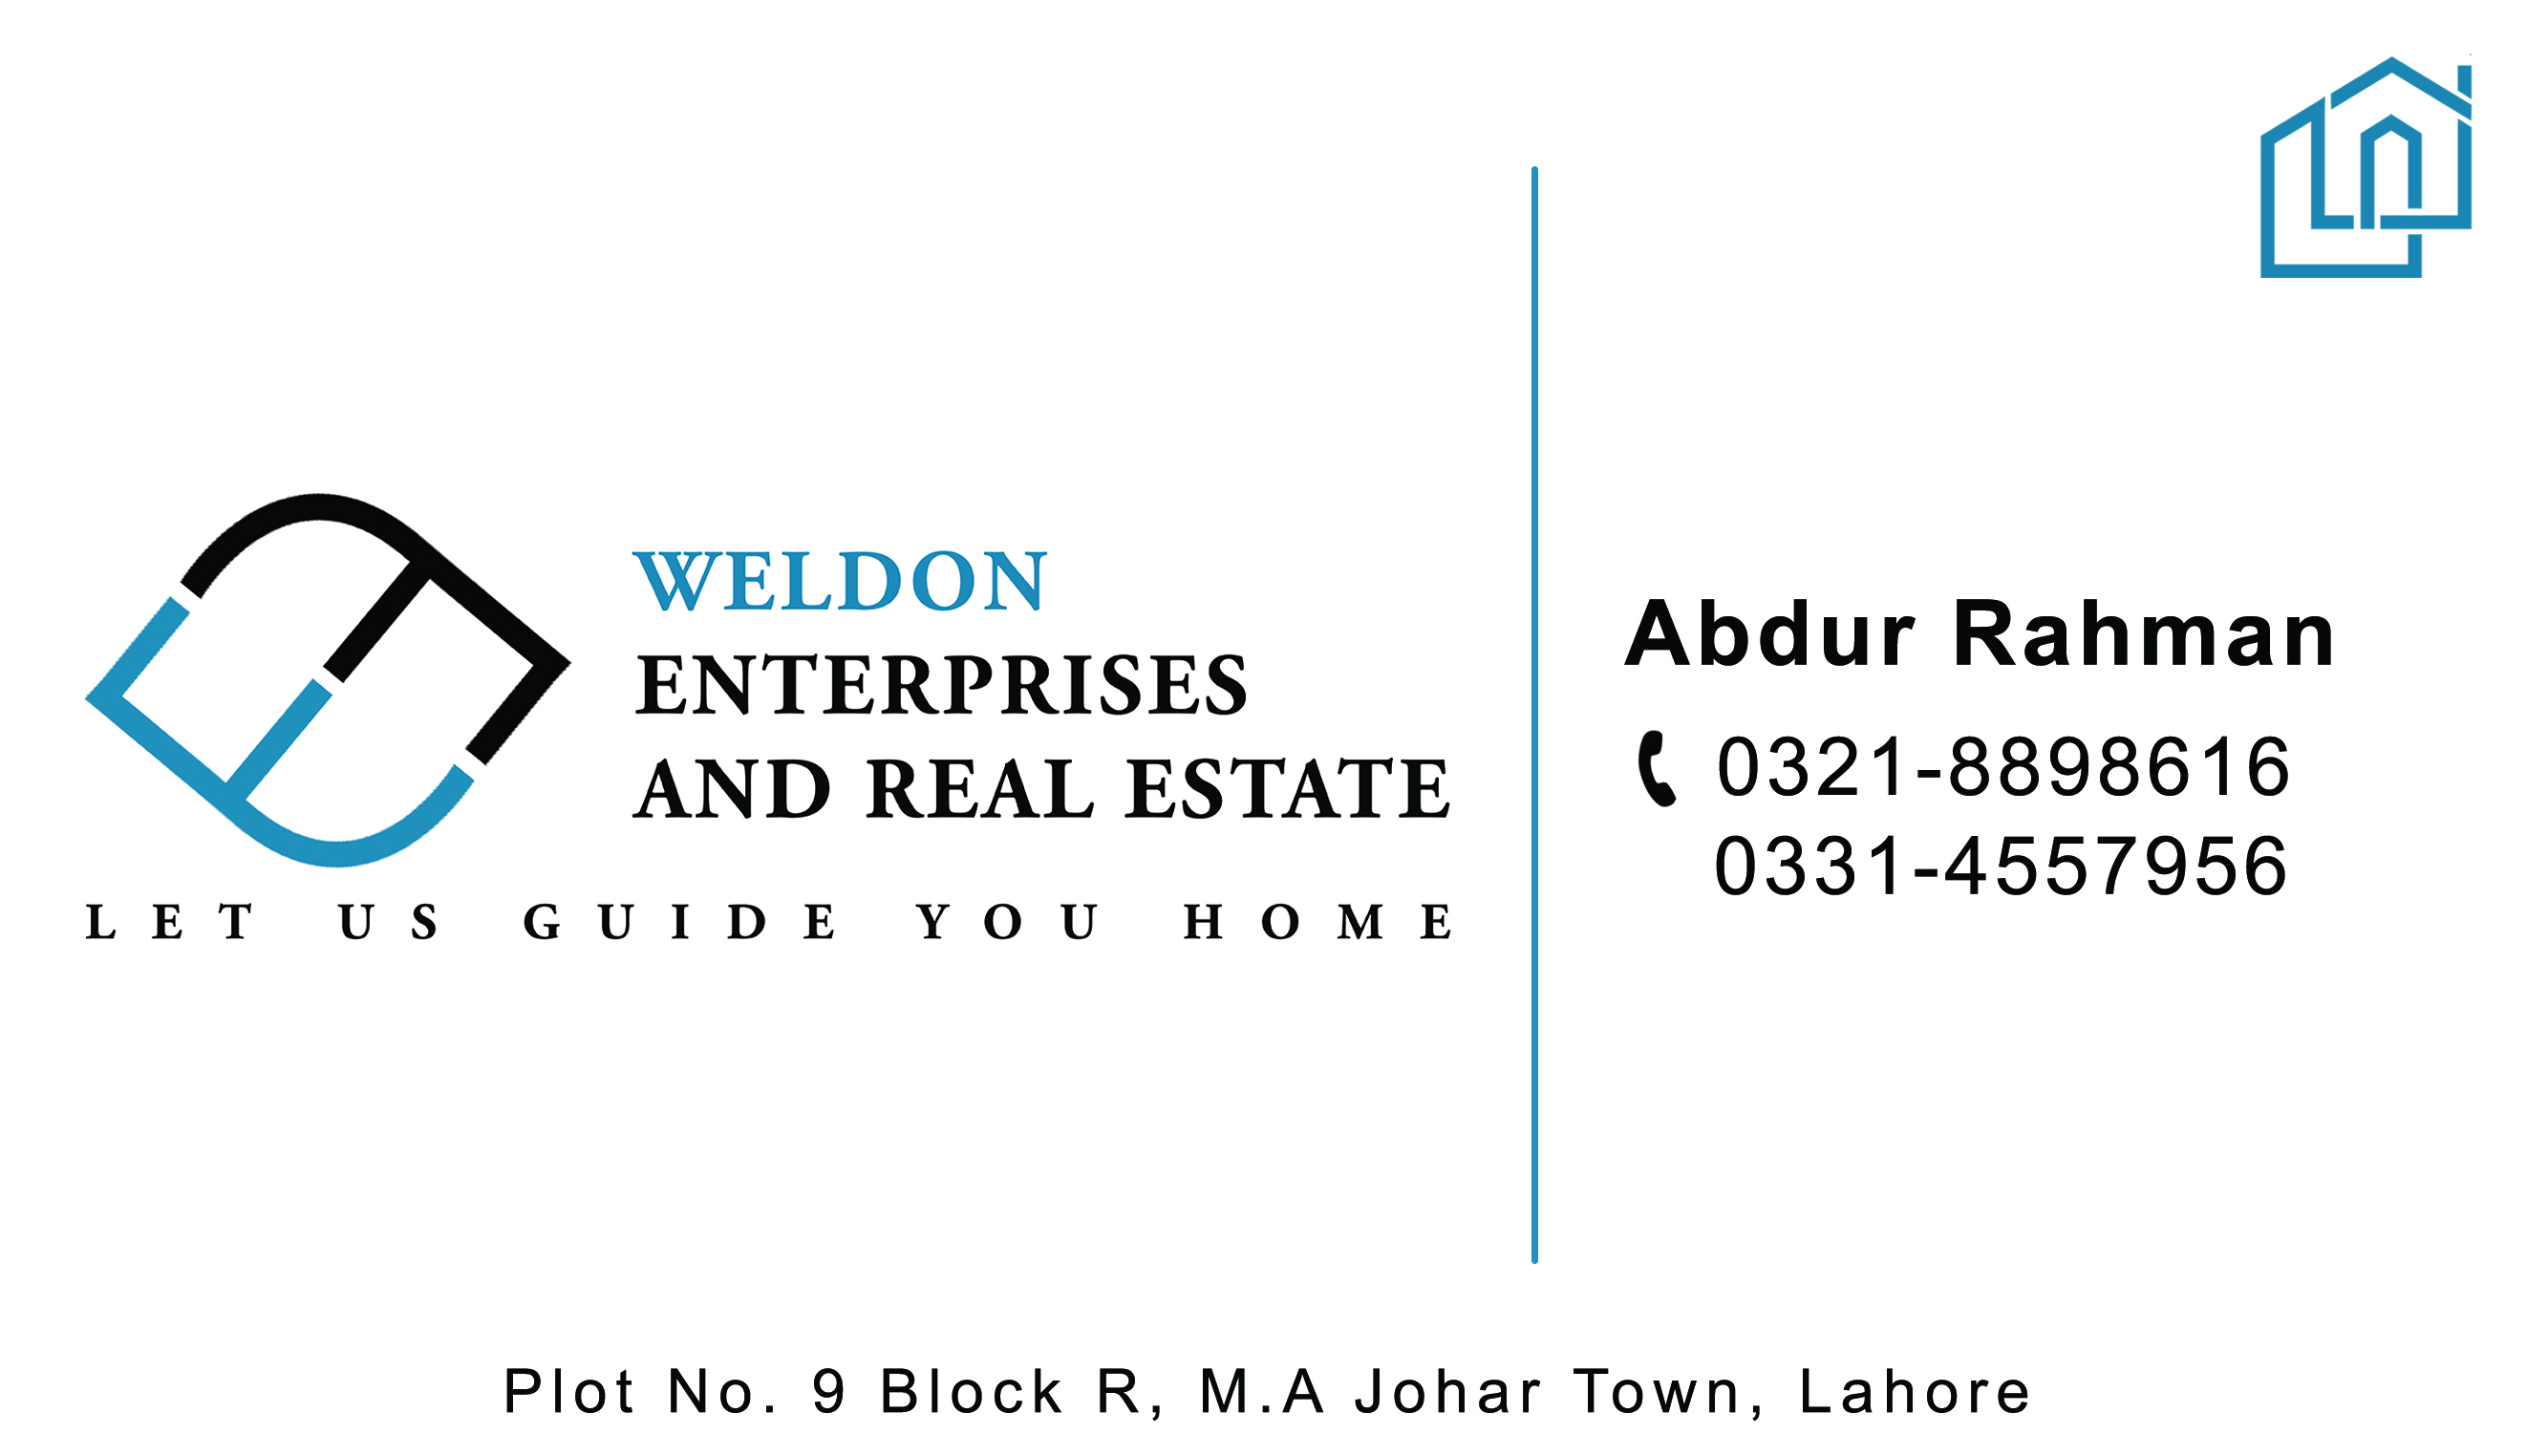 WELDON
ENTERPRISES
AND REAL ESTATE
LET US GUIDE YOU HOME
Abdur Rahman
0321-8898616
0331-4557956
Plot No. 9 Block R, M.A Johar Town, Lahore